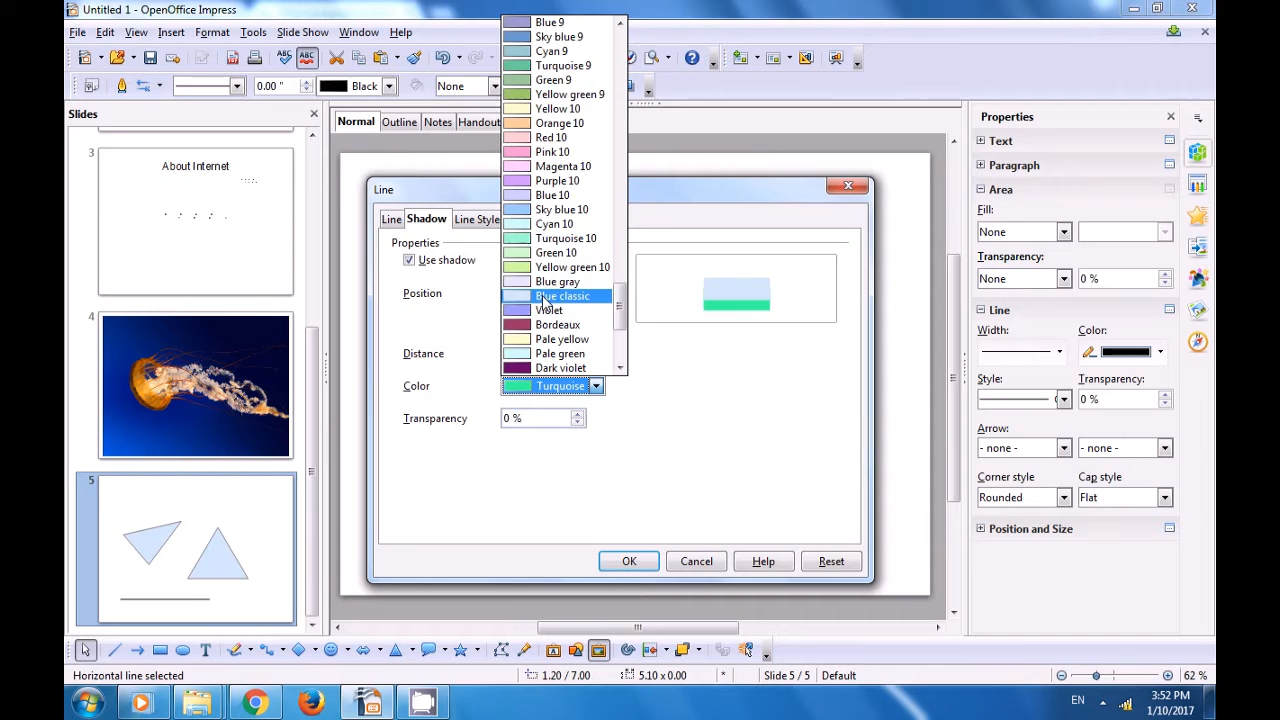 Untitled 1 - OpenOffice Impress
File Edit View Insert Format Tools Slide Show Window Help
0.00 " Black None
Slides
3
About Internet
4
5
Normal Outline Notes Handout
Line
Line Shadow Line Style
Properties
Use shadow
Position
Distance
Color
Turquoise
Transparency
0 %
OK Cancel Help Reset
Blue 9
Sky blue 9
Cyan 9
Turquoise 9
Green 9
Yellow green 9
Yellow 10
Orange 10
Red 10
Pink 10
Magenta 10
Purple 10
Blue 10
Sky blue 10
Cyan 10
Turquoise 10
Green 10
Yellow green 10
Blue gray
Blue classic
Violet
Bordeaux
Pale yellow
Pale green
Dark violet
Properties
Text
Paragraph
Area
Fill:
None
Transparency:
None 0 %
Line
Width: Color:
Style: Transparency:
0 %
Arrow:
- none - - none -
Corner style Cap style
Rounded Flat
Position and Size
Horizontal line selected 1.20 / 7.00 5.10 x 0.00 * Slide 5 / 5 Default 62 %
EN 3:52 PM
1/10/2017